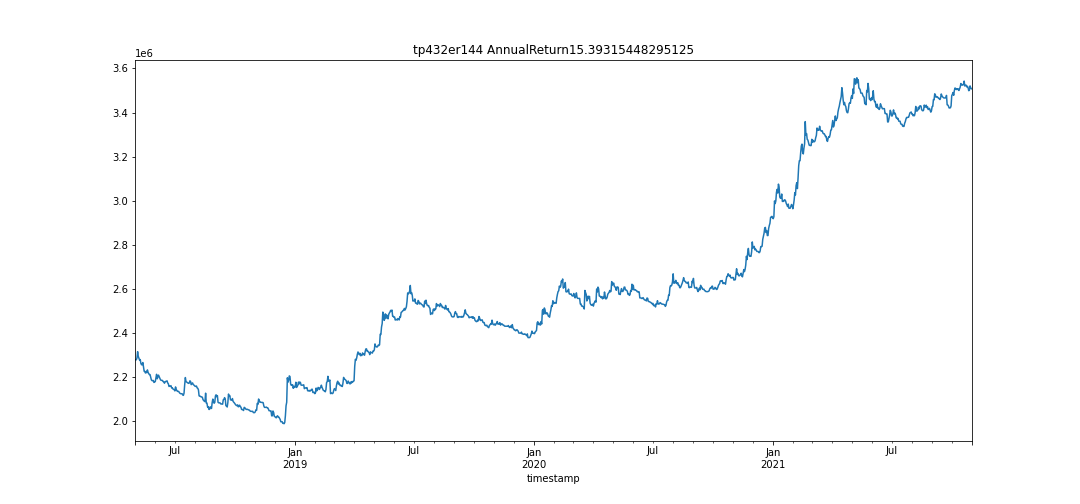 tp432er144 AnnualReturn15.39315448295125
1e6
3.6
3.4
3.2
3.0
2.8
2.6
2.4
2.2
2.0
Jul Jan Jul Jan Jul Jan Jul
2019 2020 2021
timestamp